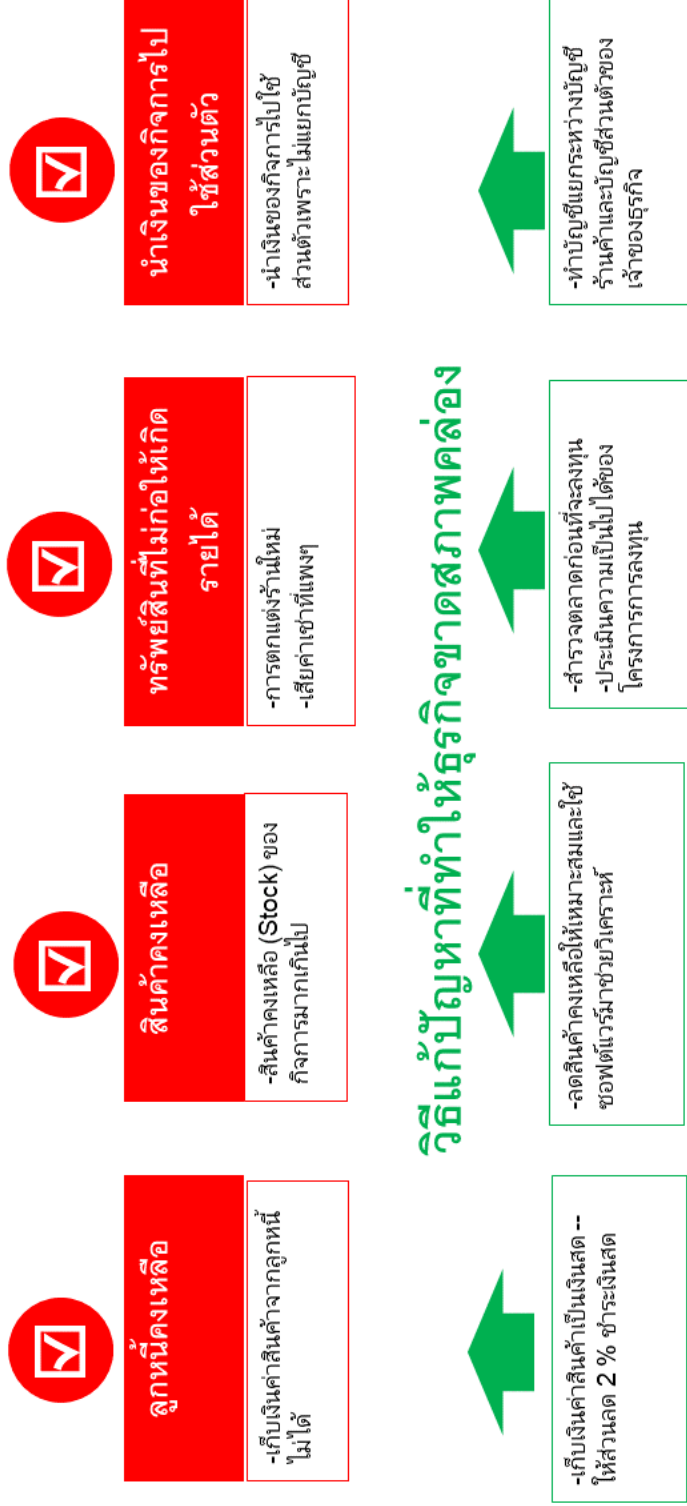 ลูกหนี้คงเหลือ
-เก็บเงินค่าสินค้าจากลูกหนี้
ไม่ได้
สินค้าคงเหลือ
-สินค้าคงเหลือ (Stock) ของ
กิจการมากเกินไป
ทรัพย์สินที่ไม่ก่อให้เกิด
รายได้
-การตกแต่งร้านใหม่
-เสียค่าเช่าที่แพงๆ
นำเงินของกิจการไป
ใช้ส่วนตัว
-นำเงินของกิจการไปใช้
ส่วนตัวเพราะไม่แยกบัญชี
วิธีแก้ปัญหาที่ทำให้ธุรกิจขาดสภาพคล่อง
-เก็บเงินค่าสินค้าเป็นเงินสด --
ให้ส่วนลด 2 % ชำระเงินสด
-ลดสินค้าคงเหลือให้เหมาะสมและใช้
ซอฟต์แวร์มาช่วยวิเคราะห์
-สำรวจตลาดก่อนที่จะลงทุน
-ประเมินความเป็นไปได้ของ
โครงการการลงทุน
-ทำบัญชีแยกระหว่างบัญชี
ร้านค้าและบัญชีส่วนตัวของ
เจ้าของธุรกิจ